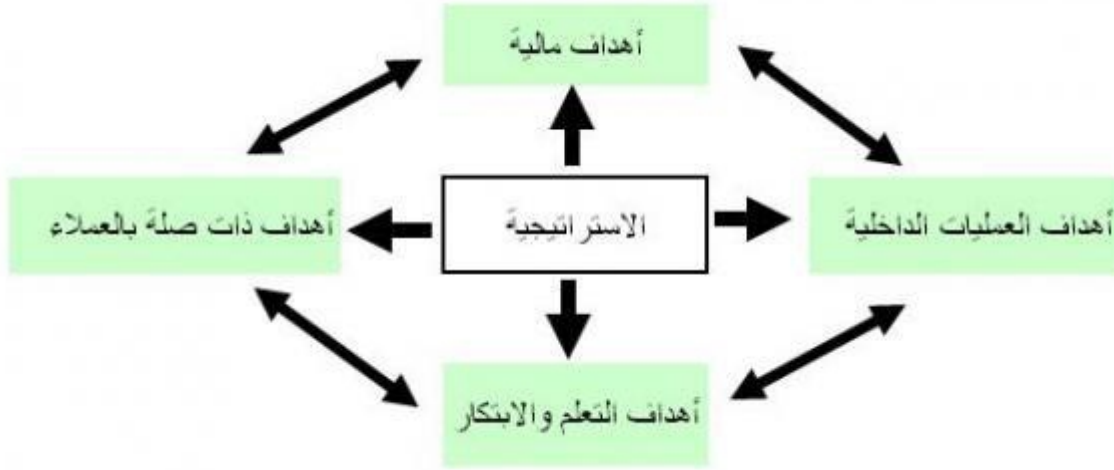 أهداف مالية
أهداف العمليات الداخلية
الاستراتيجية
أهداف ذات صلة بالعملاء
أهداف التعلم والابتكار